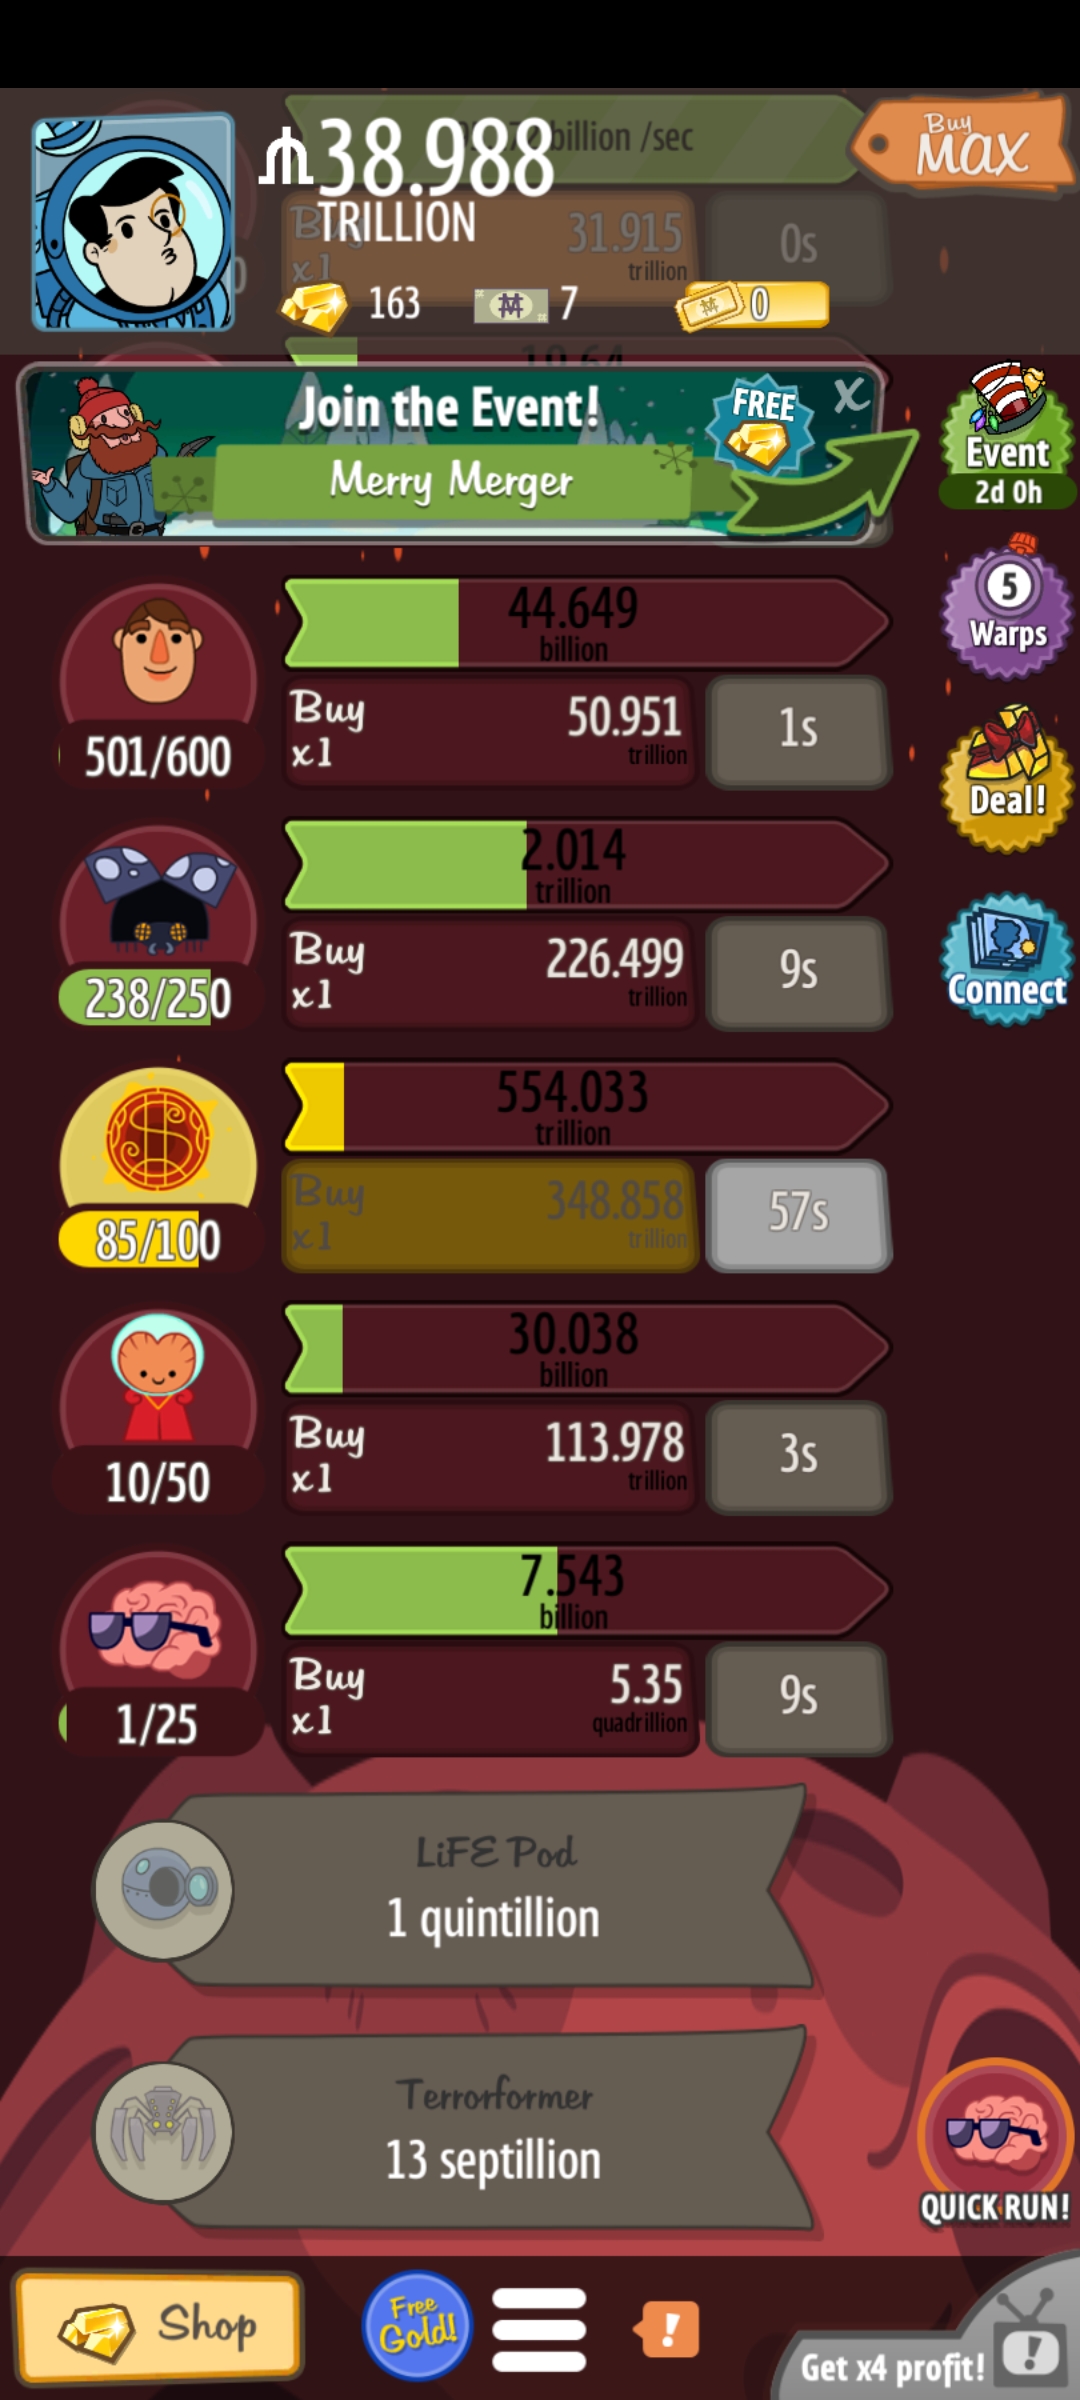 billion /sec
Buy
MAX
38.988
TRILLION
Buy
x1
31.915
trillion
0s
163
7
0
19.64
Join the Event!
FREE
X
Merry Merger
Event
2d 0h
44.649
billion
Buy
x1
50.951
trillion
1s
501/600
5
Warps
2.014
trillion
Buy
x1
226.499
trillion
9s
238/250
Deal!
Connect
554.033
trillion
Buy
x1
348.858
trillion
57s
85/100
30.038
billion
Buy
x1
113.978
trillion
3s
10/50
7.543
billion
Buy
x1
5.35
quadrillion
9s
1/25
LiFE Pod
1 quintillion
Terrorformer
13 septillion
QUICK RUN!
Shop
Free
Gold!
!
Get x4 profit!
!